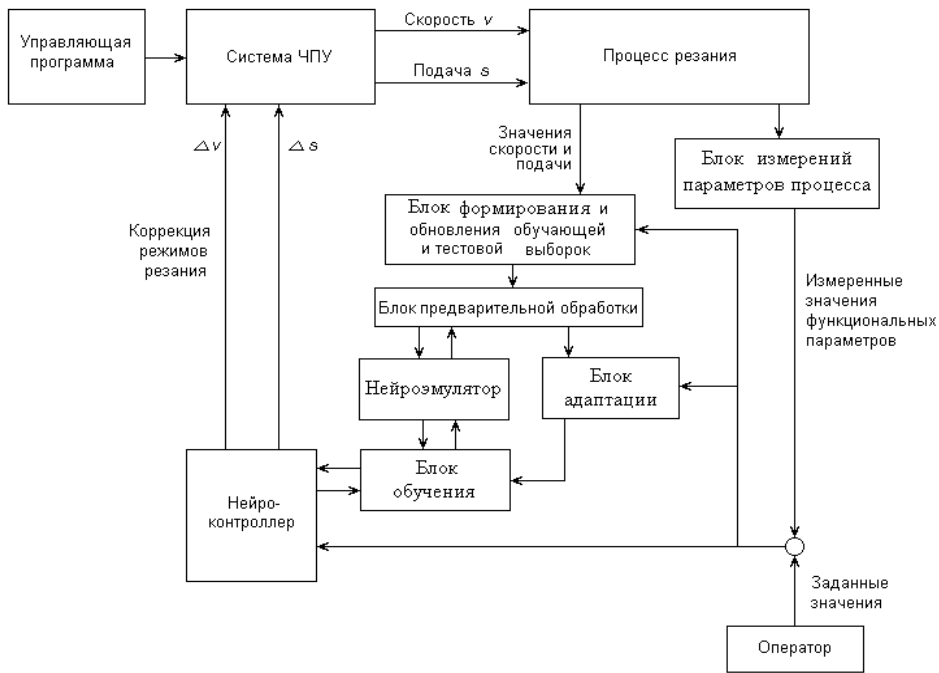 Управляющая
программа
Система ЧПУ
Скорость v
Подача s
Процесс резания
△v
△s
Значения
скорости и
подачи
Блок измерений
параметров процесса
Блок формирования и
обновления обучающей
и тестовой выборок
Коррекция
режимов
резания
Измеренные
значения
функциональных
параметров
Блок предварительной обработки
Нейроэмулятор
Блок
адаптации
Блок
обучения
Нейро-
контроллер
Заданные
значения
Оператор